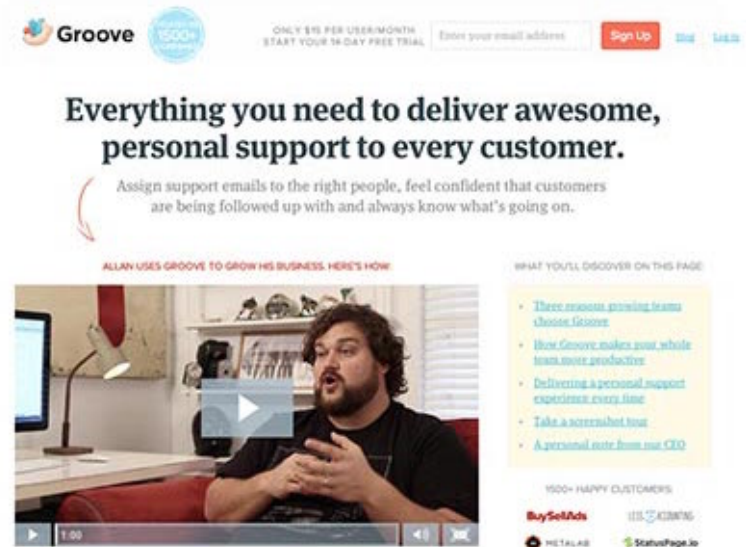 Groove
1500+
ONLY $15 PER USER/MONTH
START YOUR 14-DAY FREE TRIAL
Enter your email address
Sign Up
Blog
Log In
Everything you need to deliver awesome,
personal support to every customer.
Assign support emails to the right people, feel confident that customers
are being followed up with and always know what's going on.
ALLAN USES GROOVE TO GROW HIS BUSINESS. HERE'S HOW:
1:00
WHAT YOU'LL DISCOVER ON THIS PAGE:
Three reasons growing teams
choose Groove
How Groove makes your whole
team more productive
Delivering a personal support
experience every time
Take a screenshot tour
A personal note from our CEO
1500+ HAPPY CUSTOMERS:
BuySellAds
LESS ACCOUNTING
METALAB
StatusPage.io